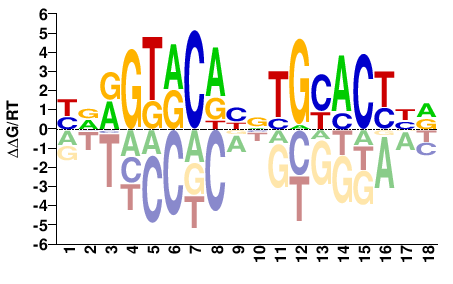 6
5
4
3
2
1
0
-1
-2
-3
-4
-5
-6
ΔΔG/RT
T G G G T A C A C G T G C A C T T A
C A A G G G T T C A T C C C G
A T T A A C A C A T A C A T T A A T
G C C G G T G G G C
T T
1 2 3 4 5 6 7 8 9 10 11 12 13 14 15 16 17 18